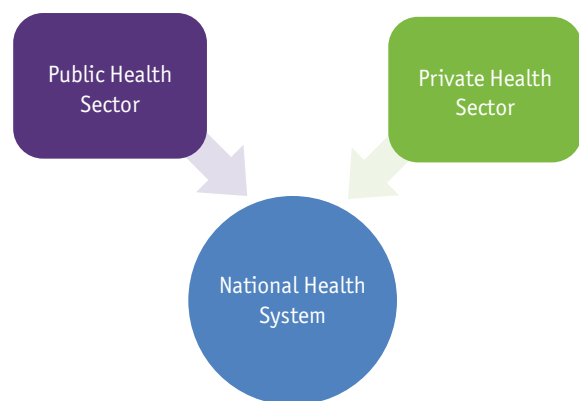 Public Health
Sector
Private Health
Sector
National Health
System